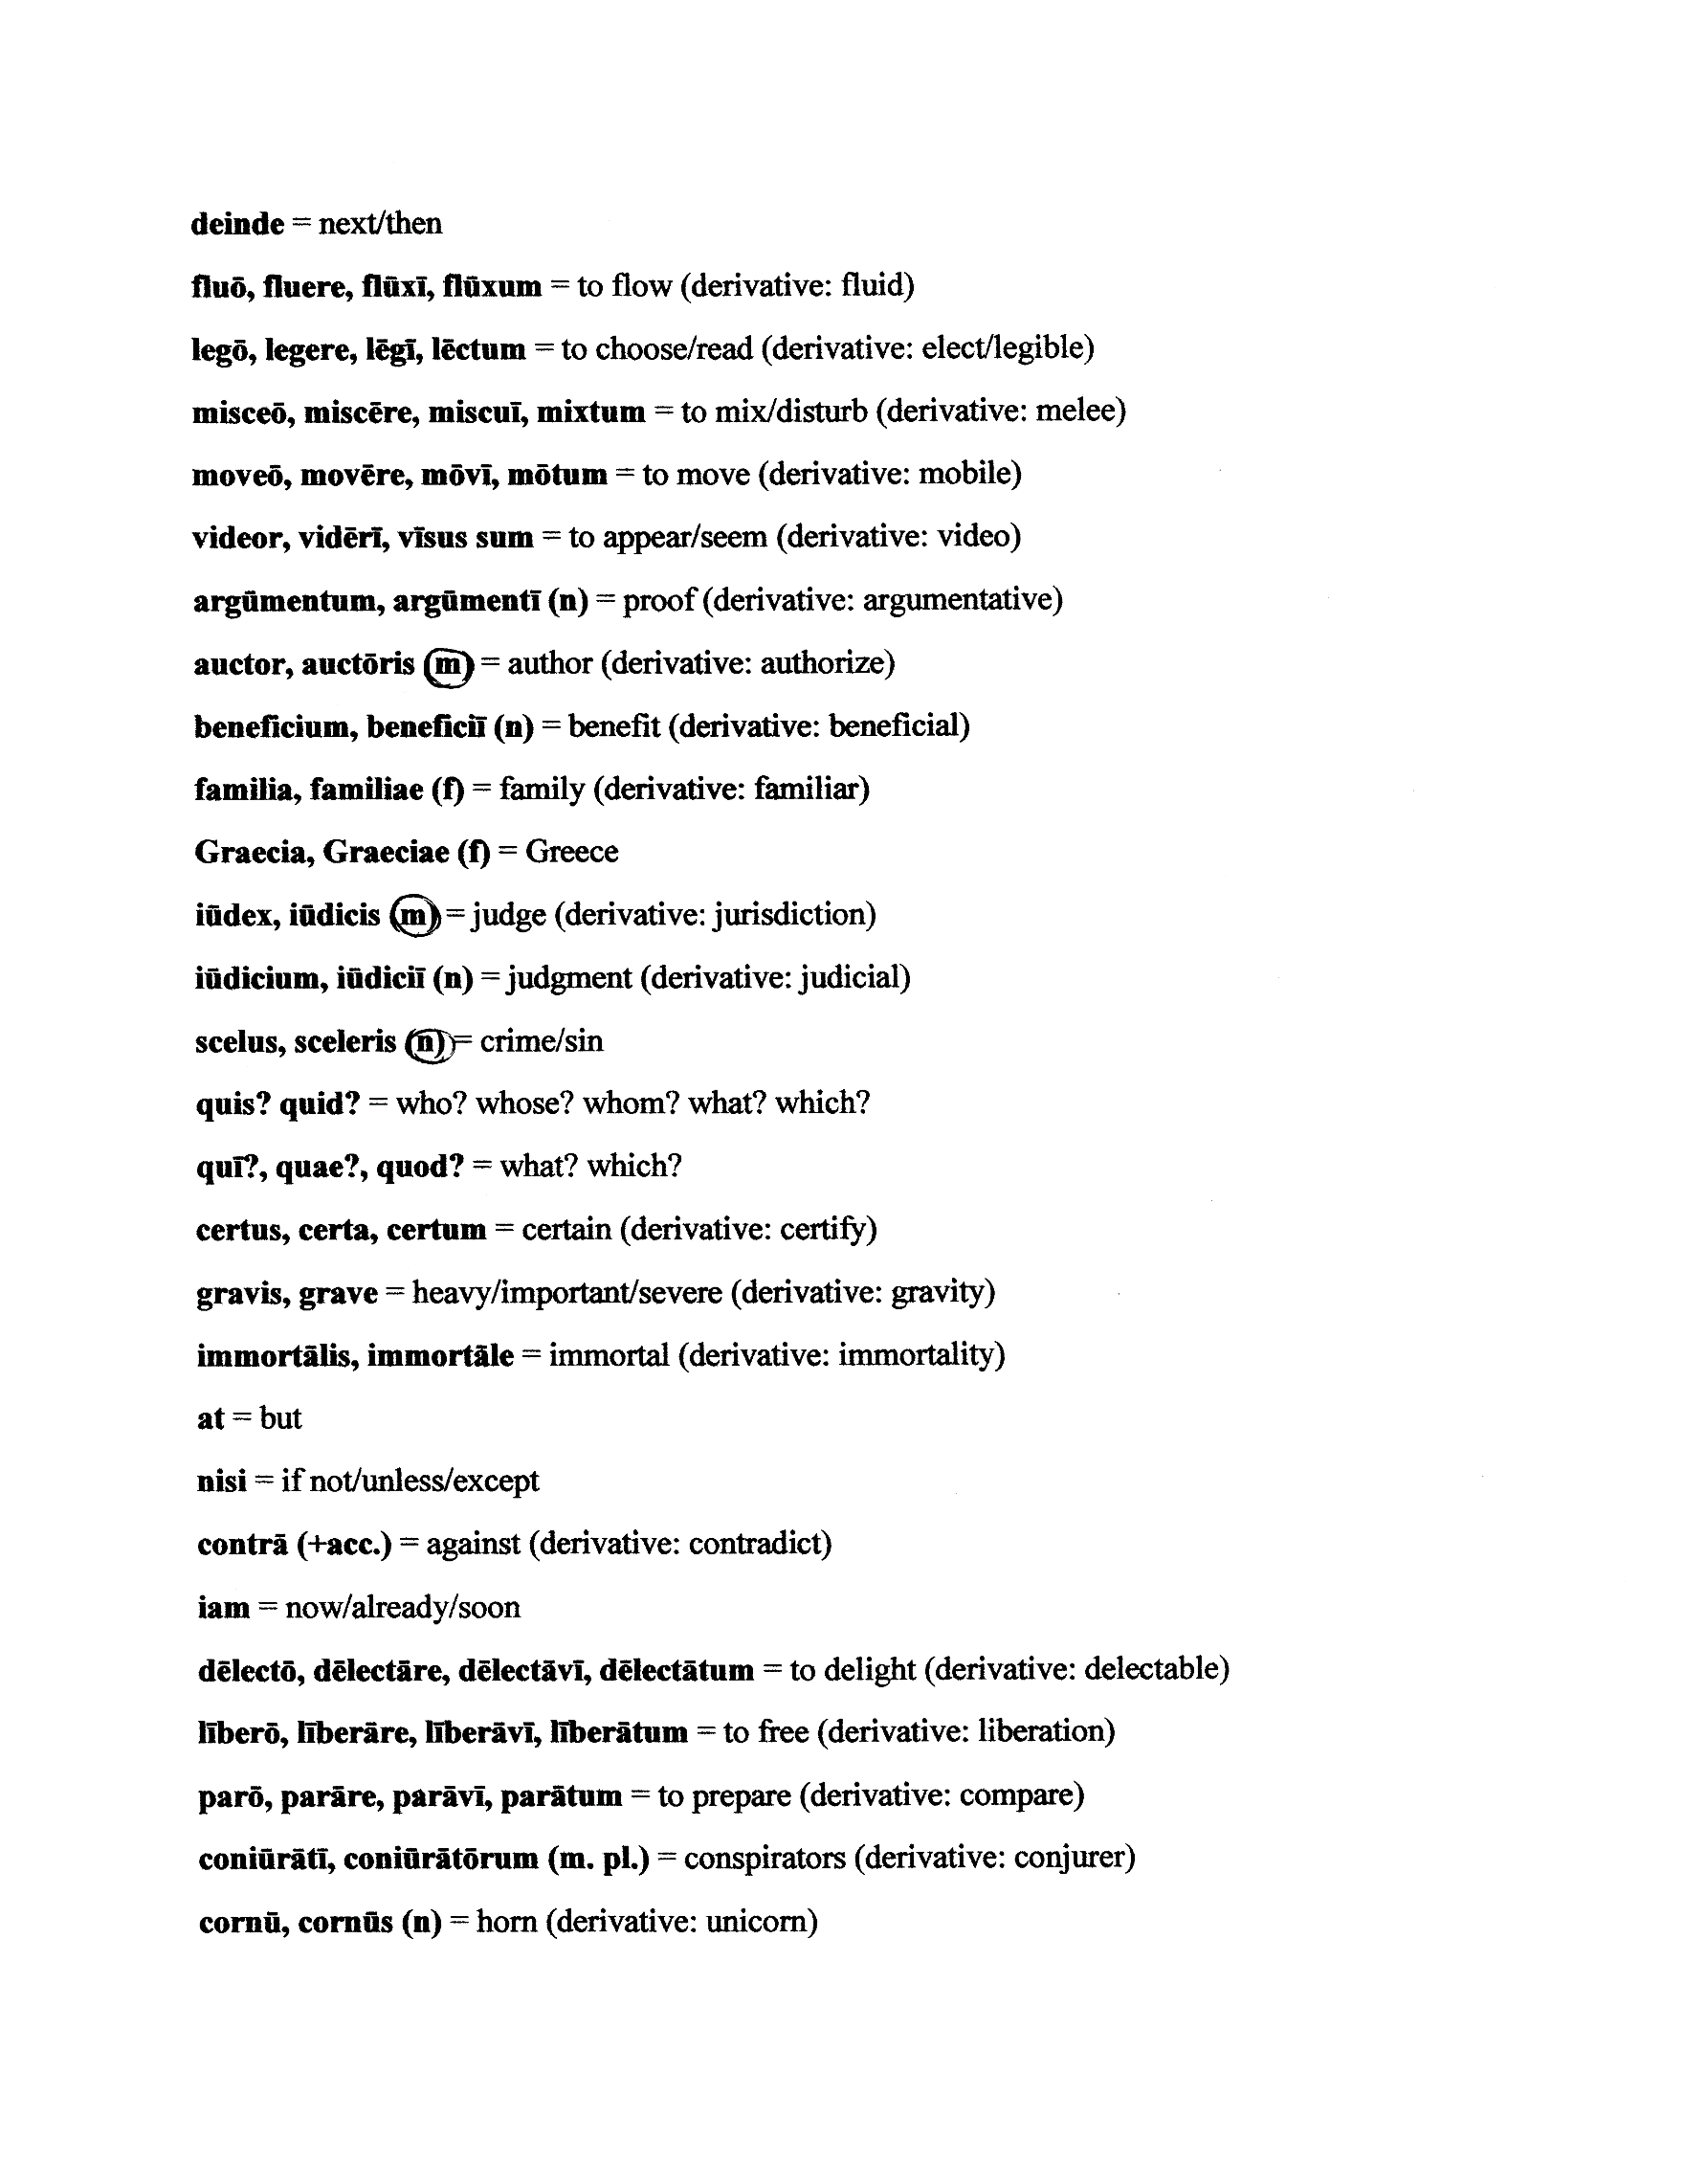 deinde = next/then
fluō, fluere, flūxī, flūxum = to flow (derivative: fluid)
legō, legere, lēgī, lēctum = to choose/read (derivative: elect/legible)
misceō, miscēre, miscuī, mixtum = to mix/disturb (derivative: melee)
moveō, movēre, mōvī, mōtum = to move (derivative: mobile)
videor, vidērī, vīsus sum = to appear/seem (derivative: video)
argūmentum, argūmentī (n) = proof (derivative: argumentative)
auctor, auctōris (m) = author (derivative: authorize)
beneficium, beneficiī (n) = benefit (derivative: beneficial)
familia, familiae (f) = family (derivative: familiar)
Graecia, Graeciae (f) = Greece
iūdex, iūdicis (m) = judge (derivative: jurisdiction)
iūdicium, iūdiciī (n) = judgment (derivative: judicial)
scelus, sceleris (n) = crime/sin
quis? quid? = who? whose? whom? what? which?
quī?, quae?, quod? = what? which?
certus, certa, certum = certain (derivative: certify)
gravis, grave = heavy/important/severe (derivative: gravity)
immortālis, immortāle = immortal (derivative: immortality)
at = but
nisi = if not/unless/except
contrā (+acc.) = against (derivative: contradict)
iam = now/already/soon
dēlectō, dēlectāre, dēlectāvī, dēlectātum = to delight (derivative: delectable)
līberō, līberāre, līberāvī, līberātum = to free (derivative: liberation)
parō, parāre, parāvī, parātum = to prepare (derivative: compare)
coniūrātī, coniūrātōrum (m. pl.) = conspirators (derivative: conjurer)
cornū, cornūs (n) = horn (derivative: unicorn)